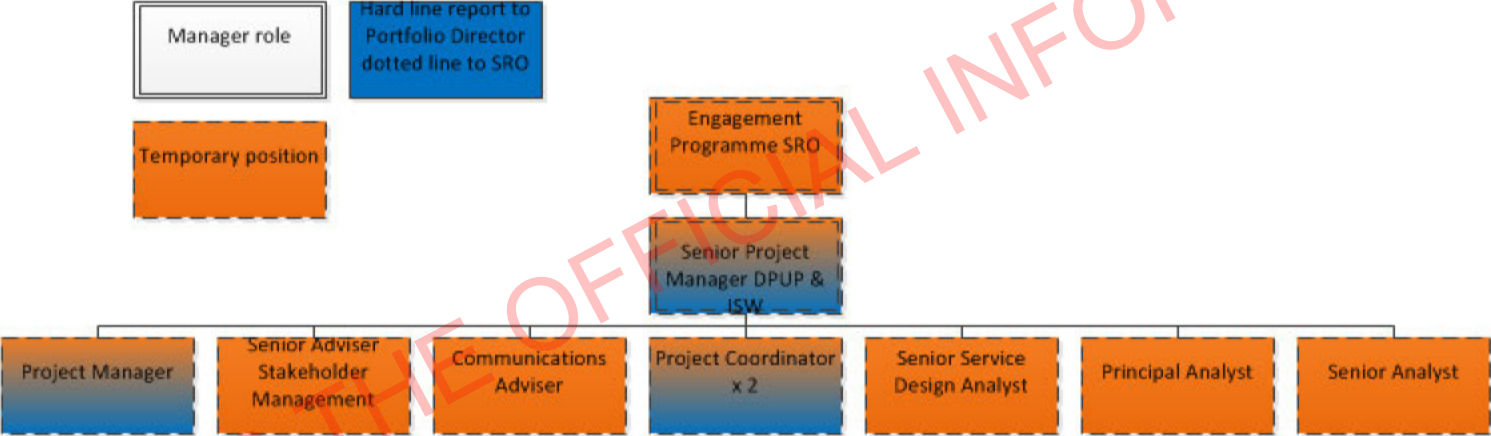 Manager role
Hard line report to
Portfolio Director
dotted line to SRO
Temporary position
Engagement
Programme SRO
Senior Project
Manager DPUP &
ISW
Project Manager
Senior Adviser
Stakeholder
Management
Communications
Adviser
Project Coordinator
x 2
Senior Service
Design Analyst
Principal Analyst
Senior Analyst
THE OFFICIAL